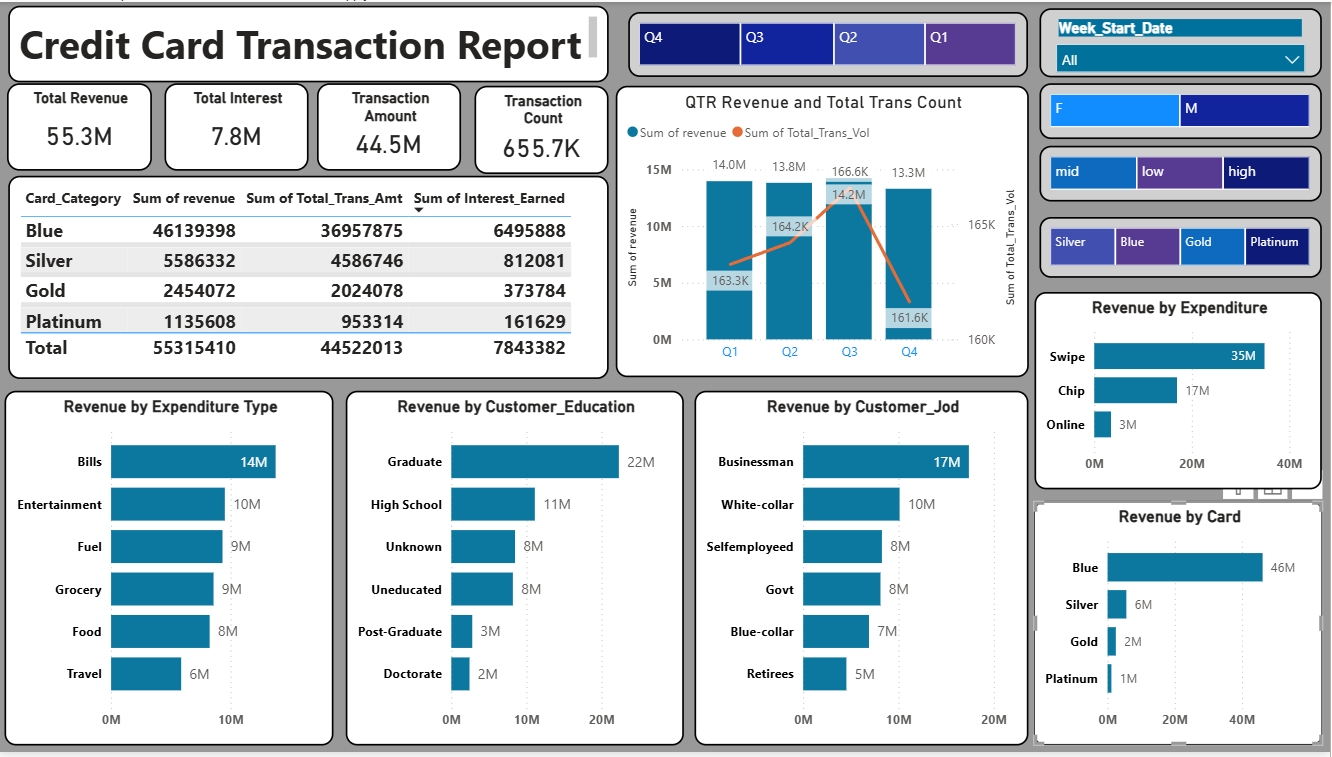 Credit Card Transaction Report
Q4 Q3 Q2 Q1
Week_Start_Date
All
F M
mid low high
Silver Blue Gold Platinum
Total Revenue
55.3M
Total Interest
7.8M
Transaction
Amount
44.5M
Transaction
Count
655.7K
Card_Category Sum of revenue Sum of Total_Trans_Amt Sum of Interest_Earned
Blue 46139398 36957875 6495888
Silver 5586332 4586746 812081
Gold 2454072 2024078 373784
Platinum 1135608 953314 161629
Total 55315410 44522013 7843382
QTR Revenue and Total Trans Count
Sum of revenue Sum of Total_Trans_Vol
Sum of revenue
15M
10M
5M
0M
14.0M 13.8M 166.6K 13.3M
14.2M
163.3K 164.2K 161.6K
Q1 Q2 Q3 Q4
165K
160K
Sum of Total_Trans_Vol
Revenue by Expenditure
Swipe 35M
Chip 17M
Online 3M
0M 20M 40M
Revenue by Expenditure Type
Bills 14M
Entertainment 10M
Fuel 9M
Grocery 9M
Food 8M
Travel 6M
0M 10M
Revenue by Customer_Education
Graduate 22M
High School 11M
Unknown 8M
Uneducated 8M
Post-Graduate 3M
Doctorate 2M
0M 10M 20M
Revenue by Customer_Jod
Businessman 17M
White-collar 10M
Selfemployeed 8M
Govt 8M
Blue-collar 7M
Retirees 5M
0M 10M 20M
Revenue by Card
Blue 46M
Silver 6M
Gold 2M
Platinum 1M
0M 20M 40M